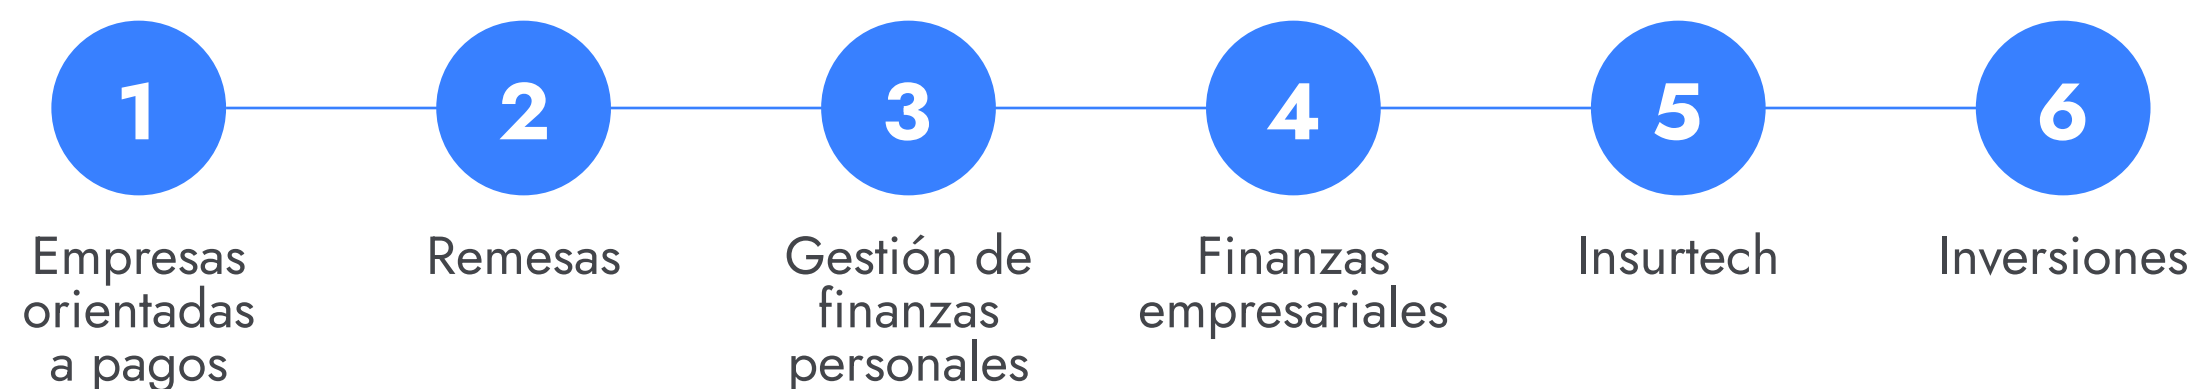 1
2
3
4
5
6
Empresas
orientadas
a pagos
Remesas
Gestión de
finanzas
personales
Finanzas
empresariales
Insurtech
Inversiones